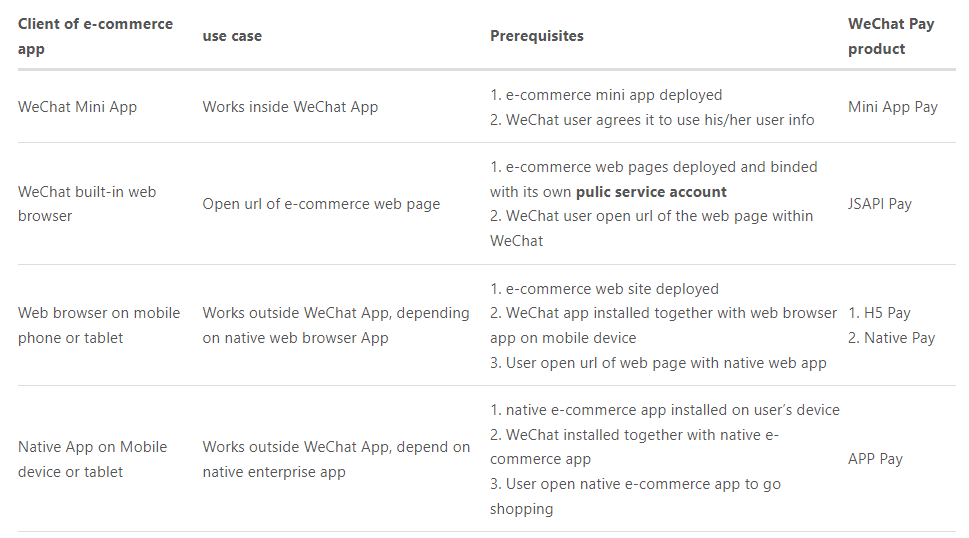 Client of e-commerce app
use case
Prerequisites
WeChat Pay product
WeChat Mini App
Works inside WeChat App
1. e-commerce mini app deployed
2. WeChat user agrees it to use his/her user info
Mini App Pay
WeChat built-in web browser
Open url of e-commerce web page
1. e-commerce web pages deployed and binded
with its own pulic service account
2. WeChat user open url of the web page within
WeChat
JSAPI Pay
Web browser on mobile
phone or tablet
Works outside WeChat App, depending
on native web browser App
1. e-commerce web site deployed
2. WeChat app installed together with web browser
app on mobile device
3. User open url of web page with native web app
1. H5 Pay
2. Native Pay
Native App on Mobile
device or tablet
Works outside WeChat App, depend on
native enterprise app
1. native e-commerce app installed on user's device
2. WeChat installed together with native e-
commerce app
3. User open native e-commerce app to go
shopping
APP Pay